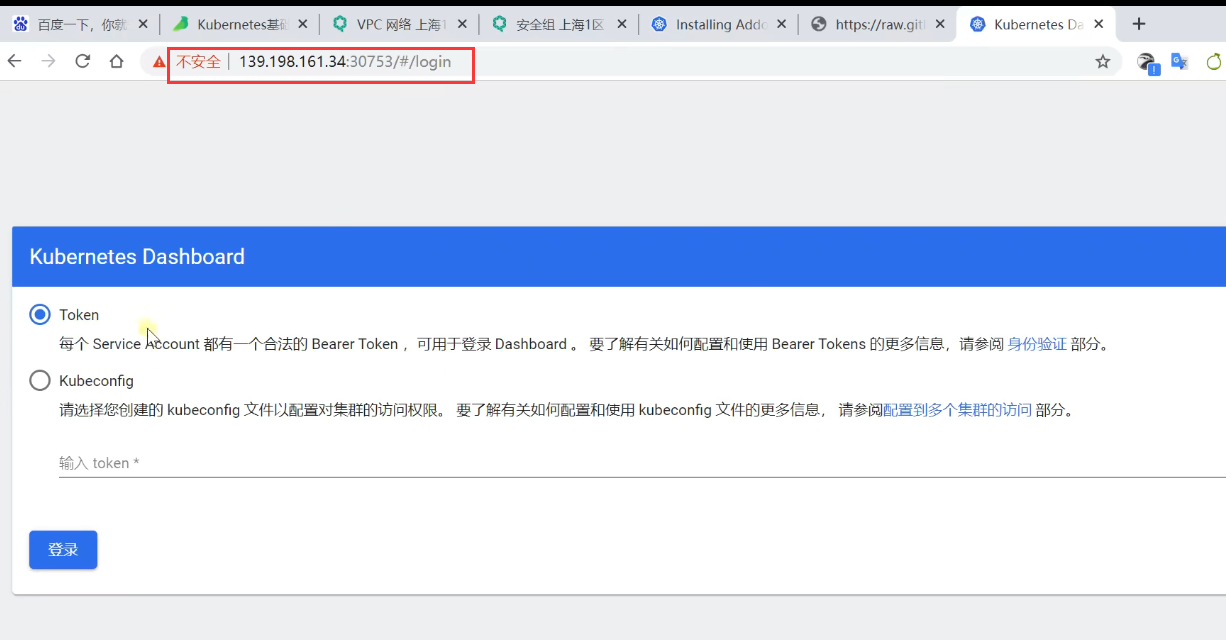 百度一下，你就
Kubernetes基础
VPC 网络 上海1
安全组 上海1区
Installing Addo
https://raw.git
Kubernetes Da
不安全 139.198.161.34:30753/#/login
Kubernetes Dashboard
Token
每个 Service Account 都有一个合法的 Bearer Token ，可用于登录 Dashboard 。 要了解有关如何配置和使用 Bearer Tokens 的更多信息，请参阅 身份验证 部分。
Kubeconfig
请选择您创建的 kubeconfig 文件以配置对集群的访问权限。 要了解有关如何配置和使用 kubeconfig 文件的更多信息， 请参阅配置到多个集群的访问 部分。
输入 token *
登录